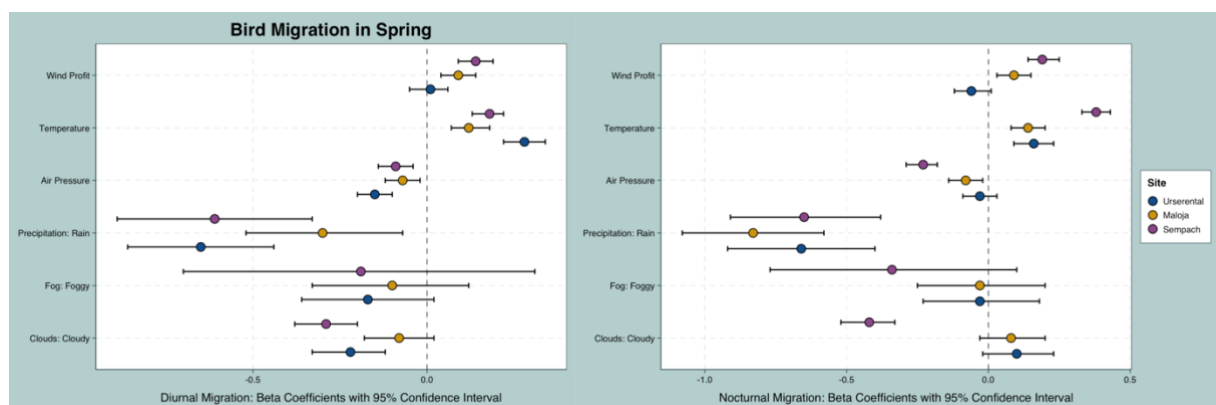 Bird Migration in Spring
Wind Profit
Temperature
Air Pressure
Precipitation: Rain
Fog: Foggy
Clouds: Cloudy
-0.5
0.0
Diurnal Migration: Beta Coefficients with 95% Confidence Interval
Wind Profit
Temperature
Air Pressure
Precipitation: Rain
Fog: Foggy
Clouds: Cloudy
-1.0
-0.5
0.0
0.5
Nocturnal Migration: Beta Coefficients with 95% Confidence Interval
Site
Urserental
Maloja
Sempach